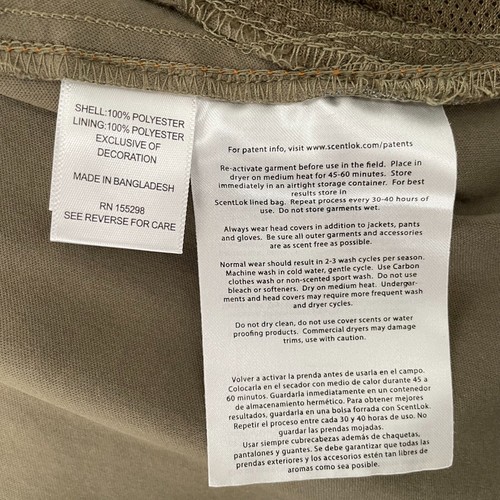 SHELL:100% POLYESTER
LINING:100% POLYESTER
EXCLUSIVE OF
DECORATION
MADE IN BANGLADESH
RN 155298
SEE REVERSE FOR CARE
For patent info, visit www.scentlok.com/patents
Re-activate garment before use in the field. Place in
dryer on medium heat for 45-60 minutes. Store
immediately in an airtight storage container. For best
results store in
ScentLok lined bag. Repeat process every 30-40 hours of
use. Do not store garments wet.
Always wear head covers in addition to jackets, pants
and gloves. Be sure all outer garments and accessories
are as scent free as possible.
Normal wear should result in 2-3 wash cycles per season.
Machine wash in cold water, gentle cycle. Use Carbon
clothes wash or non-scented sport wash. Do not use
bleach or softeners. Dry on medium heat. Undergar-
ments and head covers may require more frequent wash
and dryer cycles.
Do not dry clean, do not use cover scents or water
proofing products. Commercial dryers may damage
trims, use with caution.
Volver a activar la prenda antes de usarla en el campo.
Colocarla en el secador con medio de calor durante 45 a
60 minutos. Guardarla inmediatamente en un contenedor
de almacenamiento hermético. Para obtener mejores
resultados, guardarla en una bolsa forrada con ScentLok.
Repetir el proceso entre cada 30 y 40 horas de uso. No
guardar las prendas mojadas.
Usar siempre cubrecabezas además de chaquetas,
pantalones y guantes. Se debe garantizar que todas las
prendas exteriores y los accesorios estén tan libres de
aromas como sea posible.